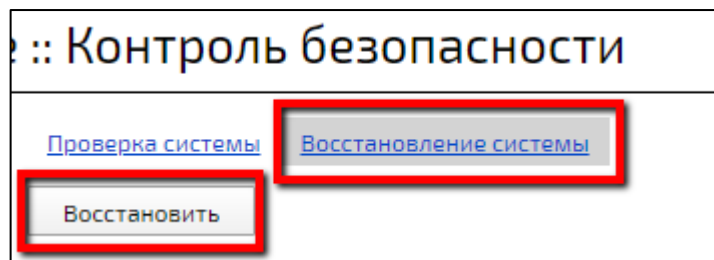 :: Контроль безопасности
Проверка системы Восстановление системы
Восстановить